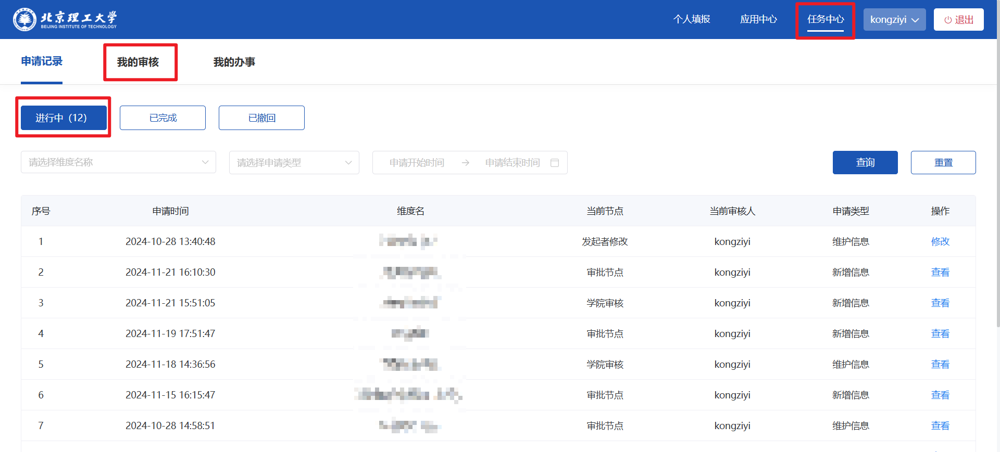 北京理工大学
BEIJING INSTITUTE OF TECHNOLOGY
个人填报 应用中心 任务中心 kongziyi 退出
申请记录 我的审核 我的办事
进行中（12） 已完成 已撤回
请选择维度名称 请选择申请类型 申请开始时间 → 申请结束时间 查询 重置
序号 申请时间 维度名 当前节点 当前审核人 申请类型 操作
1 2024-10-28 13:40:48 发起者修改 kongziyi 维护信息 修改
2 2024-11-21 16:10:30 审批节点 kongziyi 新增信息 查看
3 2024-11-21 15:51:05 学院审核 kongziyi 新增信息 查看
4 2024-11-19 17:51:47 审批节点 kongziyi 新增信息 查看
5 2024-11-18 14:36:56 学院审核 kongziyi 维护信息 查看
6 2024-11-15 16:15:47 审批节点 kongziyi 新增信息 查看
7 2024-10-28 14:58:51 审批节点 kongziyi 维护信息 查看